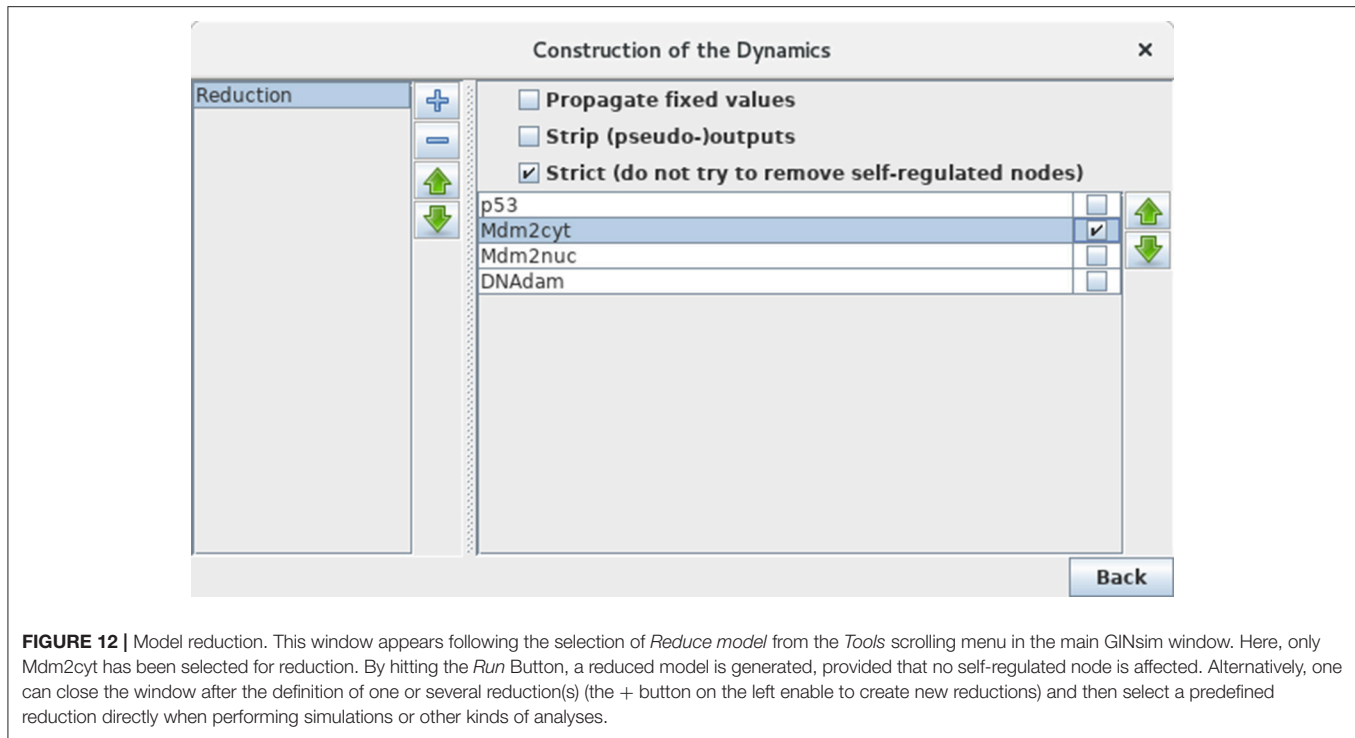 Construction of the Dynamics
Reduction
Propagate fixed values
Strip (pseudo-)outputs
Strict (do not try to remove self-regulated nodes)
p53
Mdm2cyt
Mdm2nuc
DNAdam
Back
FIGURE 12 | Model reduction. This window appears following the selection of Reduce model from the Tools scrolling menu in the main GINsim window. Here, only
Mdm2cyt has been selected for reduction. By hitting the Run Button, a reduced model is generated, provided that no self-regulated node is affected. Alternatively, one
can close the window after the definition of one or several reduction(s) (the + button on the left enable to create new reductions) and then select a predefined
reduction directly when performing simulations or other kinds of analyses.